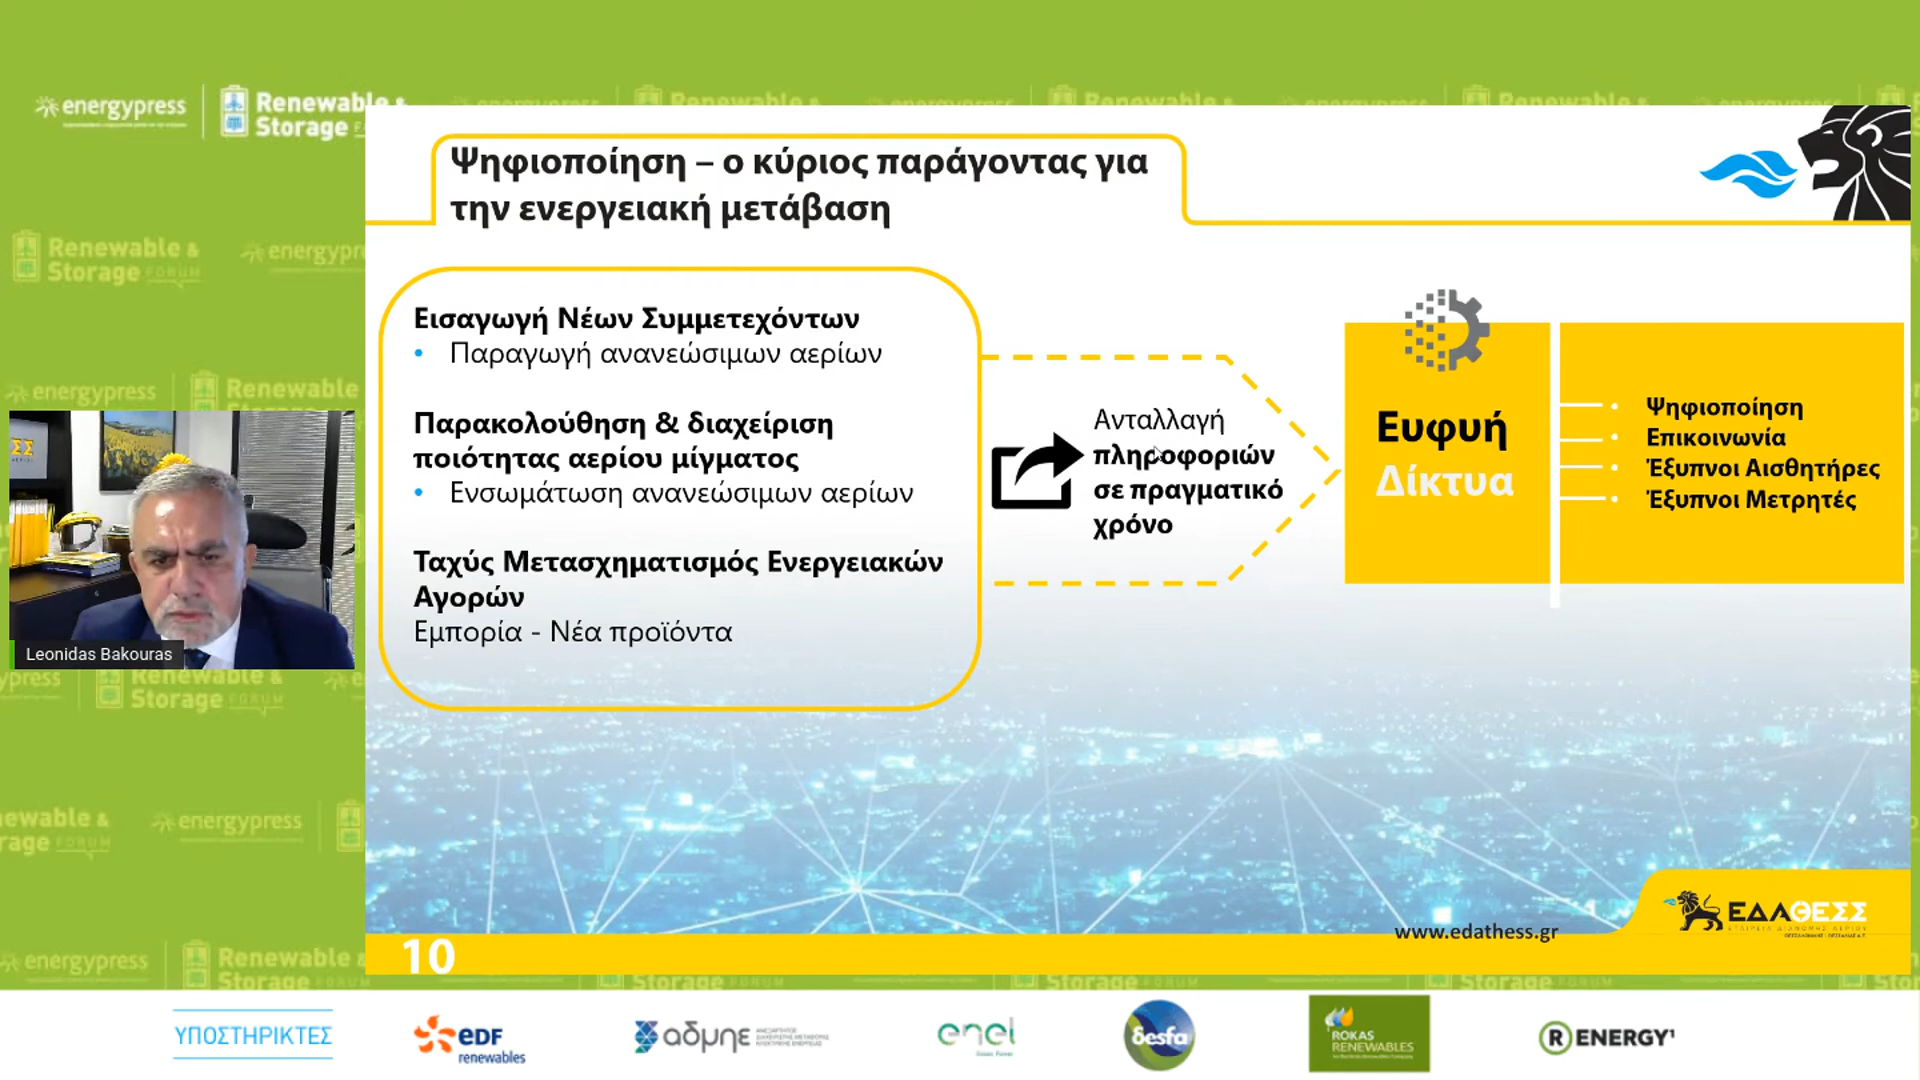 energypress
Renewable &
Storage
Ψηφιοποίηση – ο κύριος παράγοντας για
την ενεργειακή μετάβαση
Εισαγωγή Νέων Συμμετεχόντων
• Παραγωγή ανανεώσιμων αερίων
Παρακολούθηση & διαχείριση
ποιότητας αερίου μίγματος
• Ενσωμάτωση ανανεώσιμων αερίων
Ταχύς Μετασχηματισμός Ενεργειακών
Αγορών
Εμπορία - Νέα προϊόντα
Ανταλλαγή
πληροφοριών
σε πραγματικό
χρόνο
Ευφυή
Δίκτυα
Ψηφιοποίηση
Επικοινωνία
Έξυπνοι Αισθητήρες
Έξυπνοι Μετρητές
Leonidas Bakouras
www.edathess.gr
ΕΔΑΘΕΣΣ
10
ΥΠΟΣΤΗΡΙΚΤΕΣ
edf
renewables
αδμηε
enel
desfa
ROKAS
RENEWABLES
R ENERGY¹